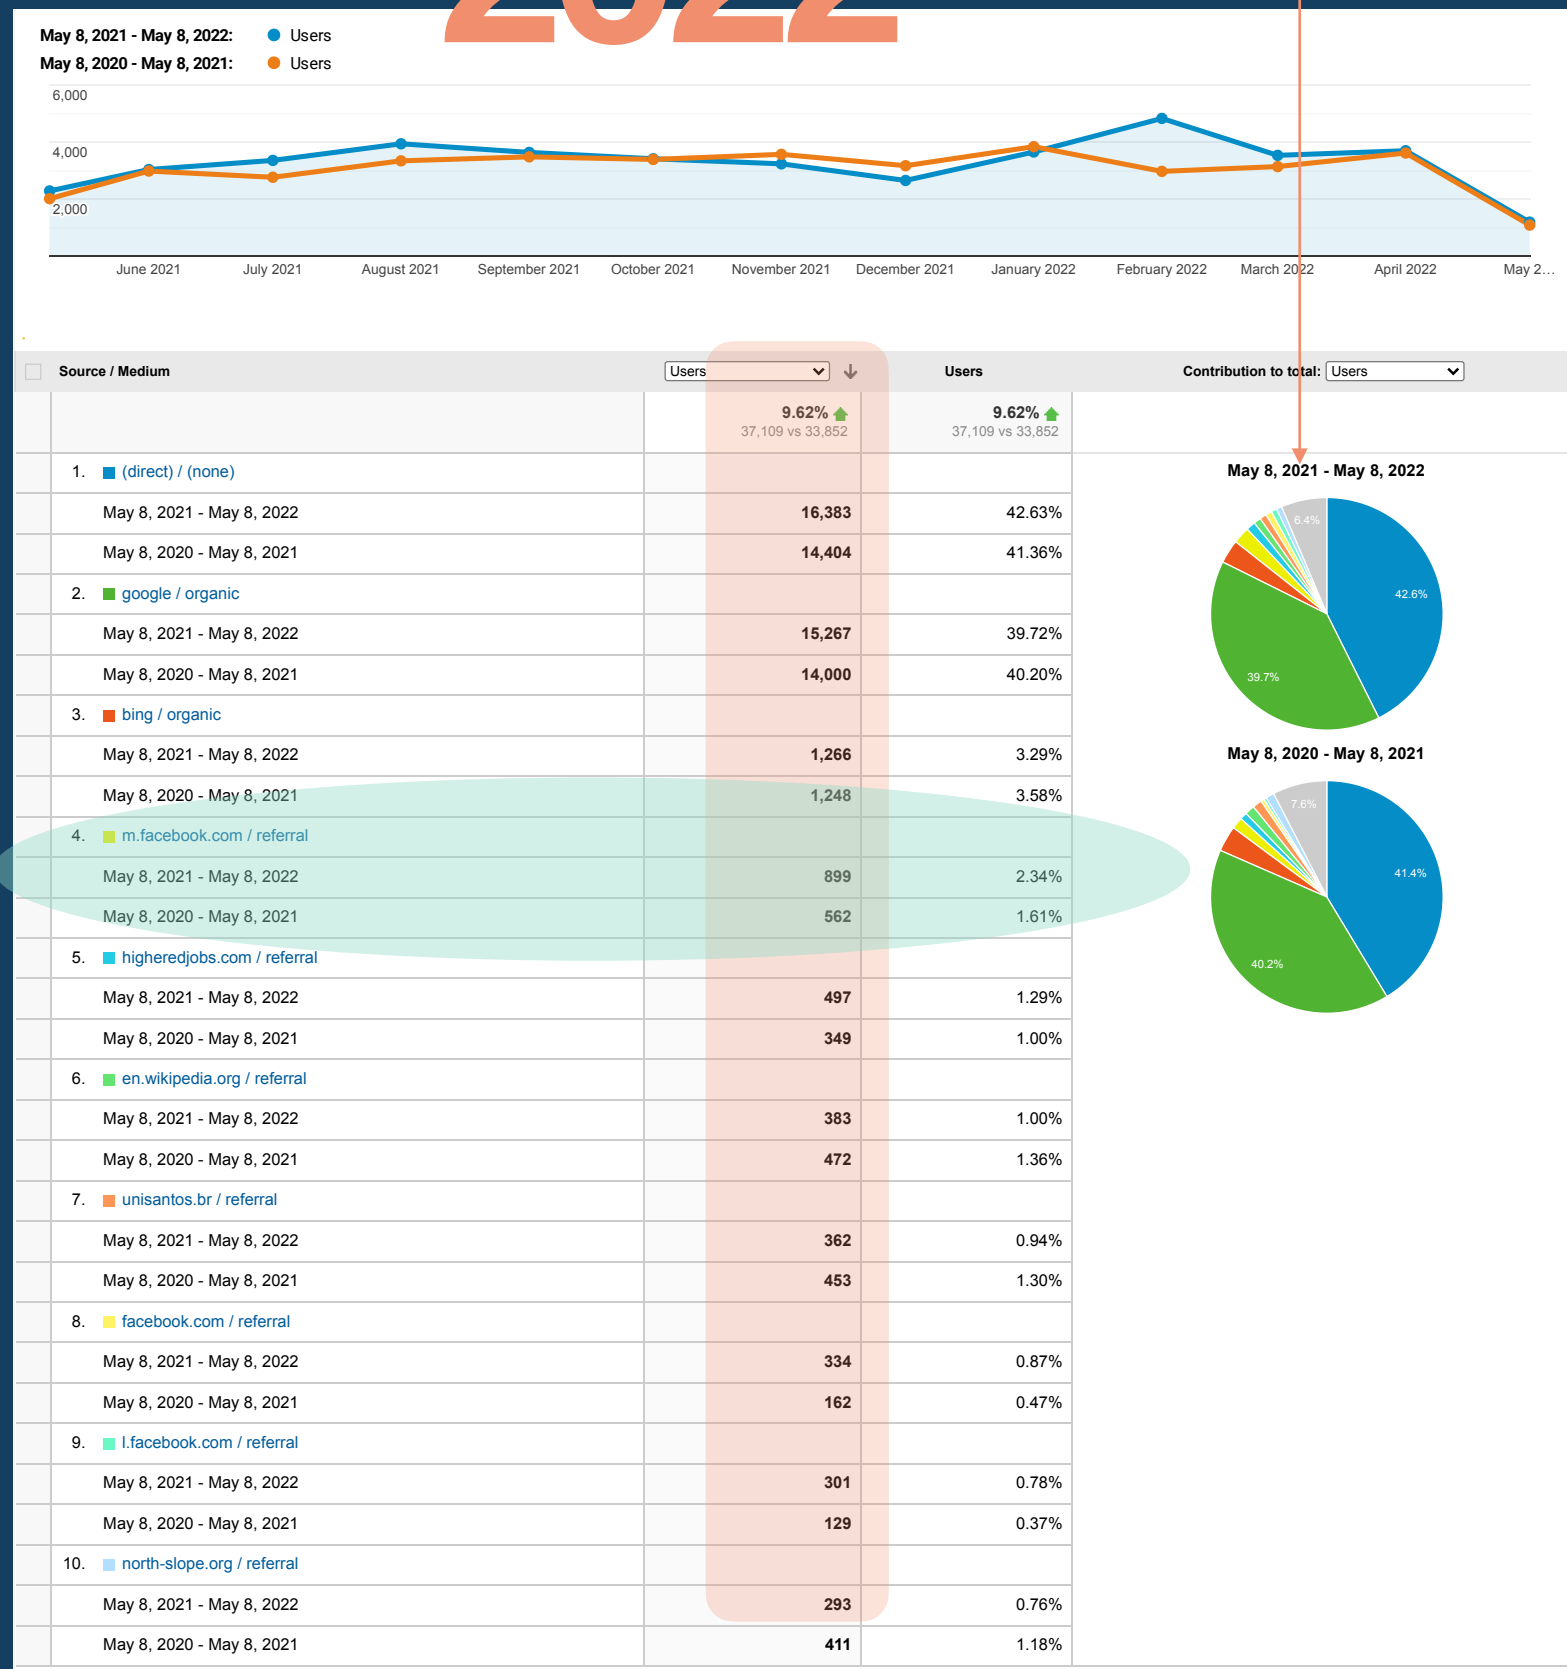 2022
May 8, 2021 - May 8, 2022: Users
May 8, 2020 - May 8, 2021: Users
6,000
4,000
2,000
June 2021 July 2021 August 2021 September 2021 October 2021 November 2021 December 2021 January 2022 February 2022 March 2022 April 2022 May 2…
Source / Medium Users Users Contribution to total: Users
9.62% 9.62%
37,109 vs 33,852 37,109 vs 33,852
1. (direct) / (none)
May 8, 2021 - May 8, 2022 16,383 42.63%
May 8, 2020 - May 8, 2021 14,404 41.36%
2. google / organic
May 8, 2021 - May 8, 2022 15,267 39.72%
May 8, 2020 - May 8, 2021 14,000 40.20%
3. bing / organic
May 8, 2021 - May 8, 2022 1,266 3.29%
May 8, 2020 - May 8, 2021 1,248 3.58%
4. m.facebook.com / referral
May 8, 2021 - May 8, 2022 899 2.34%
May 8, 2020 - May 8, 2021 562 1.61%
5. higheredjobs.com / referral
May 8, 2021 - May 8, 2022 497 1.29%
May 8, 2020 - May 8, 2021 349 1.00%
6. en.wikipedia.org / referral
May 8, 2021 - May 8, 2022 383 1.00%
May 8, 2020 - May 8, 2021 472 1.36%
7. unisantos.br / referral
May 8, 2021 - May 8, 2022 362 0.94%
May 8, 2020 - May 8, 2021 453 1.30%
8. facebook.com / referral
May 8, 2021 - May 8, 2022 334 0.87%
May 8, 2020 - May 8, 2021 162 0.47%
9. l.facebook.com / referral
May 8, 2021 - May 8, 2022 301 0.78%
May 8, 2020 - May 8, 2021 129 0.37%
10. north-slope.org / referral
May 8, 2021 - May 8, 2022 293 0.76%
May 8, 2020 - May 8, 2021 411 1.18%
May 8, 2021 - May 8, 2022
6.4%
42.6%
39.7%
May 8, 2020 - May 8, 2021
7.6%
41.4%
40.2%